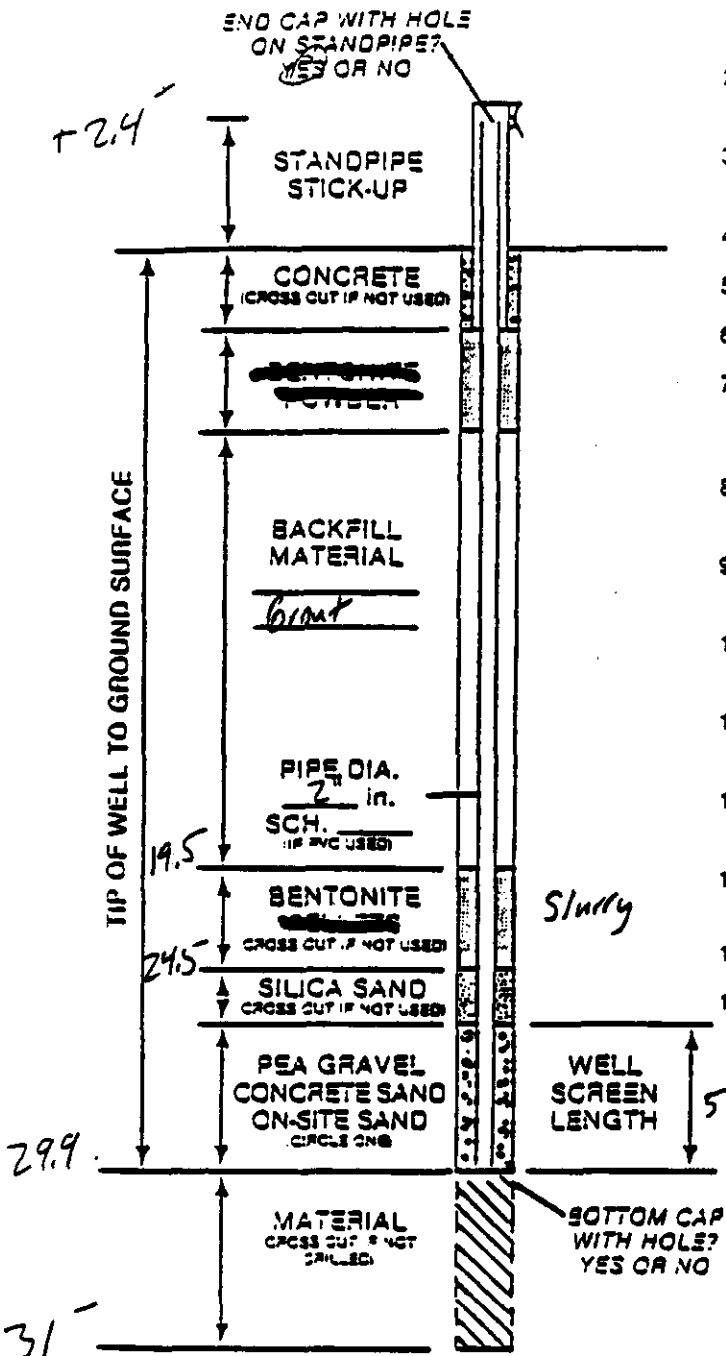 END CAP WITH HOLE
ON STANDPIPE?
YES OR NO
+2.4
STANDPIPE
STICK-UP
CONCRETE
(CROSS OUT IF NOT USED)
BACKFILL
MATERIAL
Grout
TIP OF WELL TO GROUND SURFACE
PIPE DIA.
2" in.
SCH.
(IF PVC USED)
19.5
BENTONITE
CROSS OUT IF NOT USED)
Slurry
24.5
SILICA SAND
CROSS OUT IF NOT USED)
PEA GRAVEL
CONCRETE SAND
ON-SITE SAND
(CIRCLE ONE)
WELL
SCREEN
LENGTH
5
29.9
MATERIAL
CROSS OUT IF NOT
DRILLED)
BOTTOM CAP
WITH HOLE?
YES OR NO
31